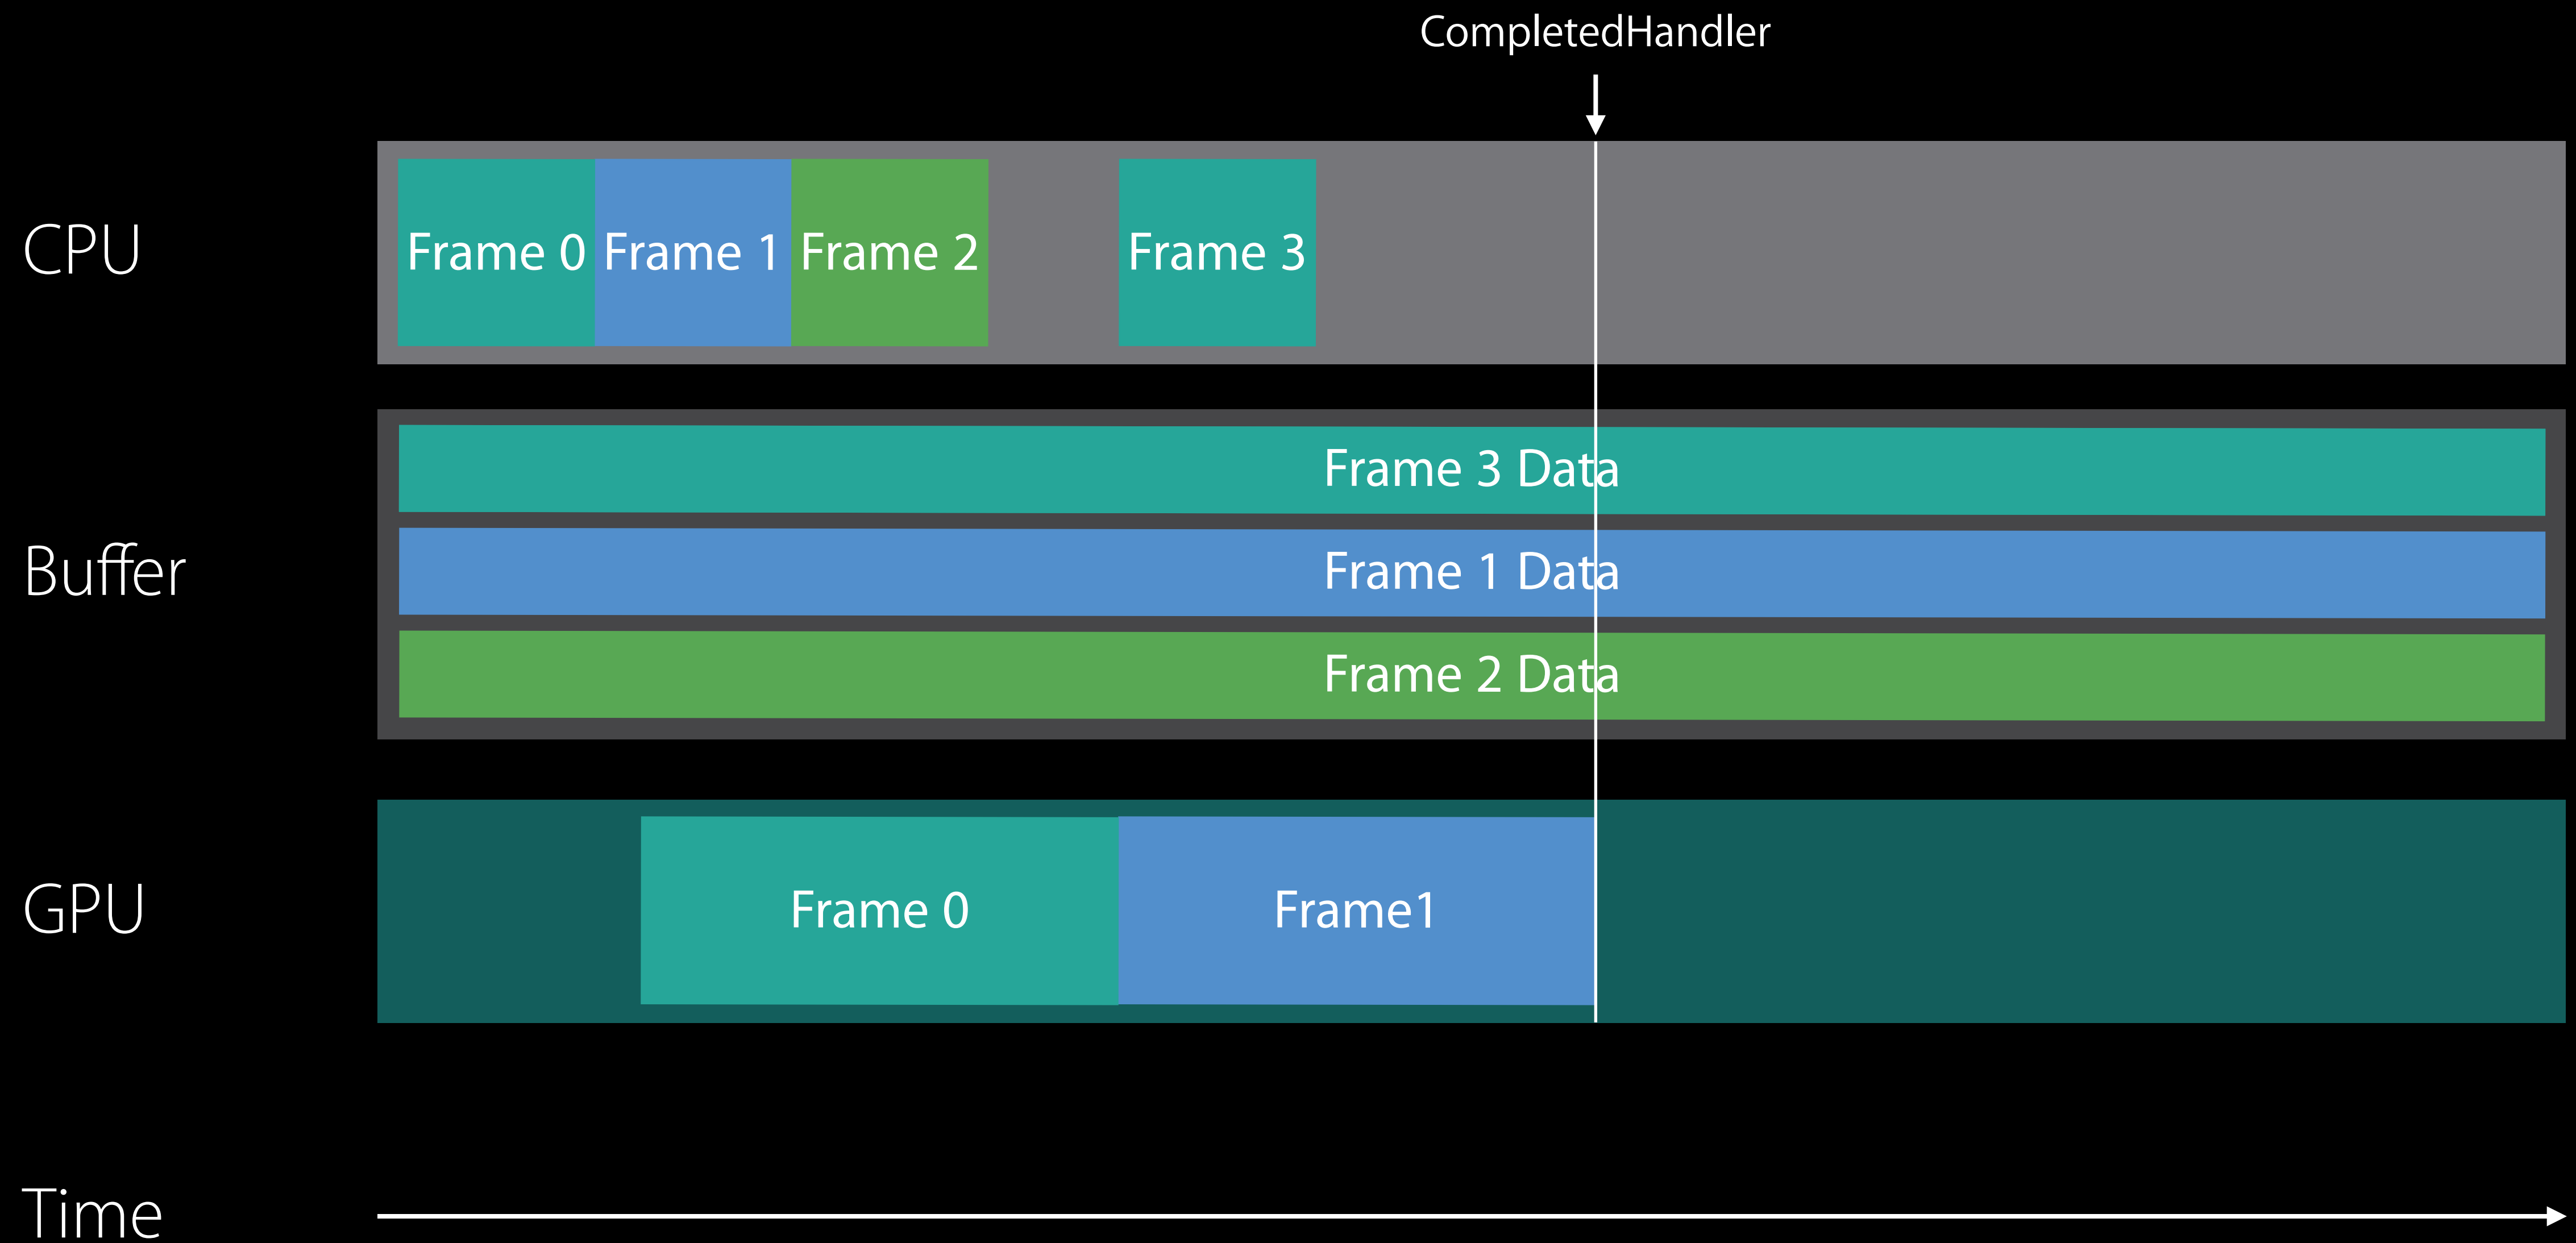 CompletedHandler
CPU
Frame 0
Frame 1
Frame 2
Frame 3
Buffer
Frame 3 Data
Frame 1 Data
Frame 2 Data
GPU
Frame 0
Frame1
Time